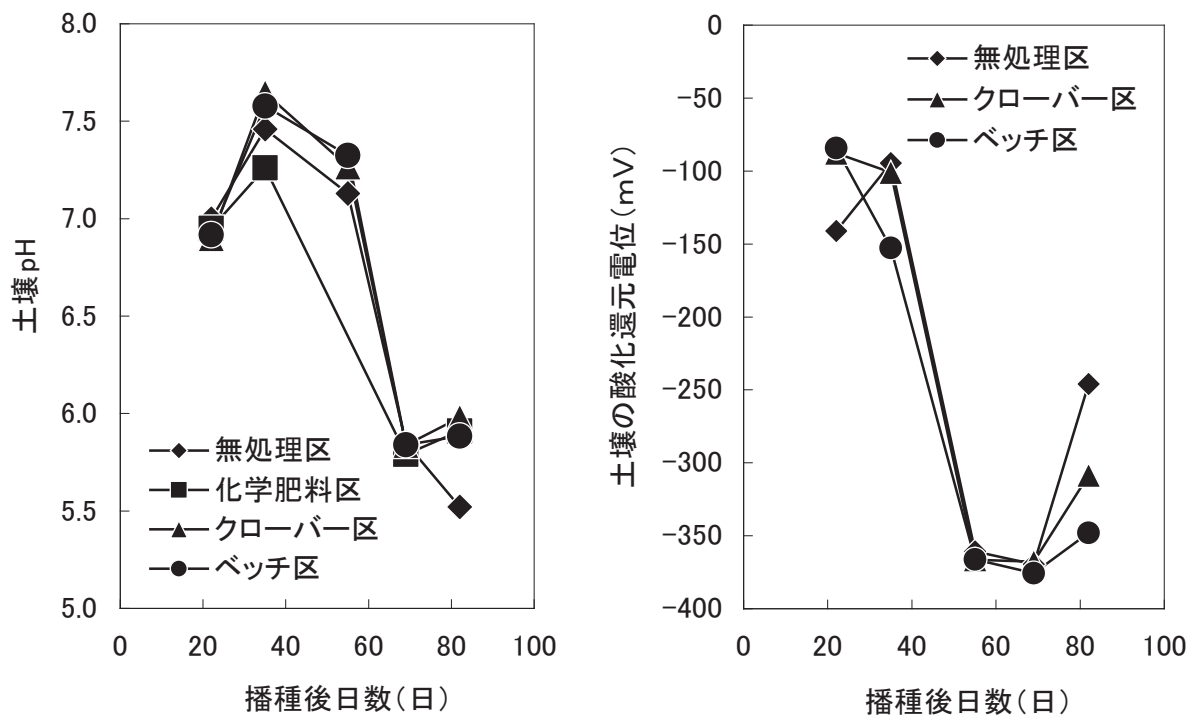 8.0
7.5
7.0
6.5
6.0
5.5
5.0
土壌pH
無処理区
化学肥料区
クローバー区
ベッチ区
0 20 40 60 80 100
播種後日数(日)
0
-50
-100
-150
-200
-250
-300
-350
-400
土壌の酸化還元電位(mV)
無処理区
クローバー区
ベッチ区
0 20 40 60 80 100
播種後日数(日)